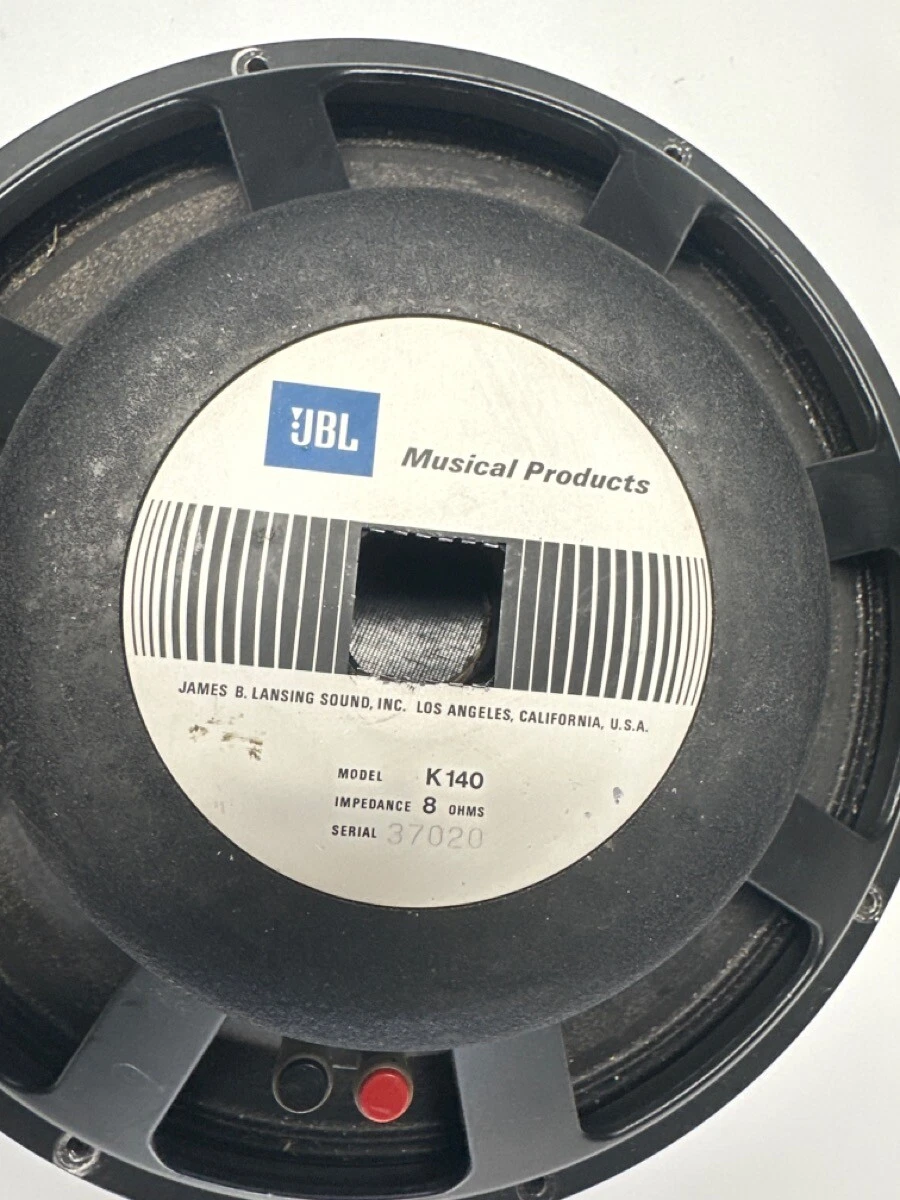 JBL
Musical Products
JAMES B. LANSING SOUND, INC. LOS ANGELES, CALIFORNIA, U.S.A.
MODEL K140
IMPEDANCE 8 OHMS
SERIAL 37020